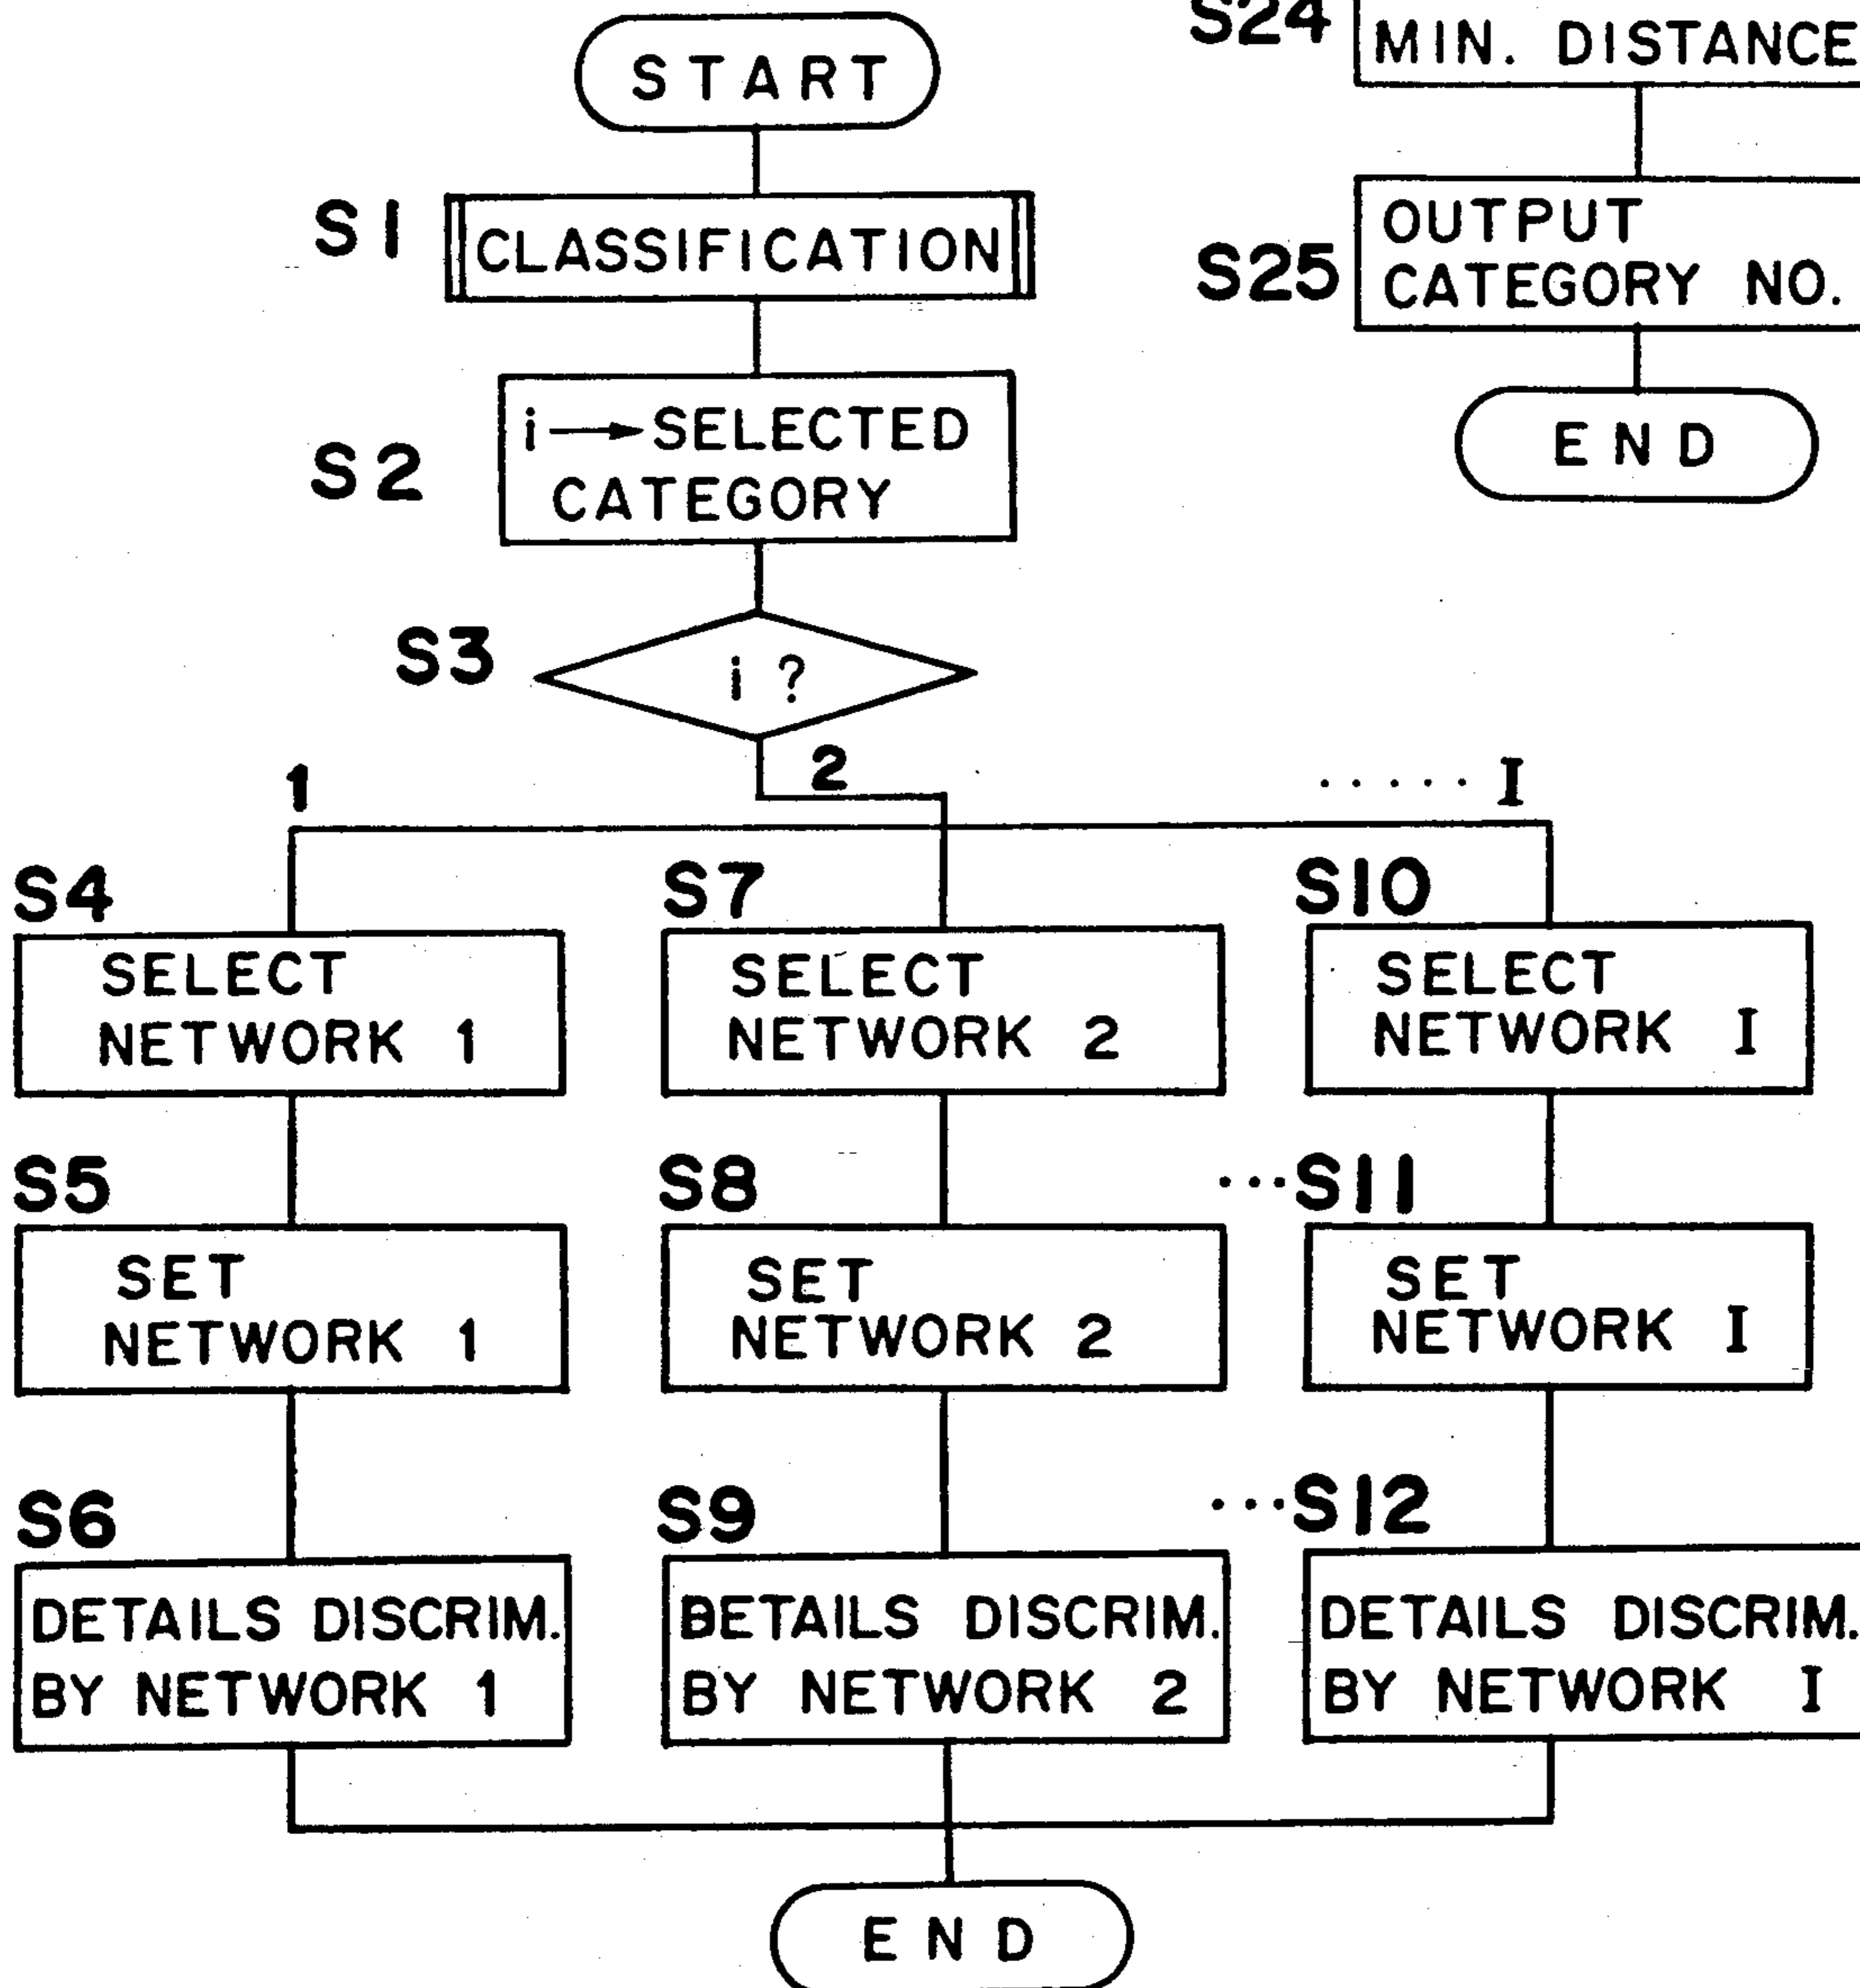 START
S1
CLASSIFICATION
S2
i→SELECTED
CATEGORY
S3
i ?
1
2
..... I
S4
SELECT
NETWORK 1
S7
SELECT
NETWORK 2
S10
SELECT
NETWORK I
S5
SET
NETWORK 1
S8
SET
NETWORK 2
...S11
SET
NETWORK I
S6
DETAILS DISCRIM.
BY NETWORK 1
S9
BETAILS DISCRIM.
BY NETWORK 2
...S12
DETAILS DISCRIM.
BY NETWORK I
END
S24
MIN. DISTANCE
S25
OUTPUT
CATEGORY NO.
END